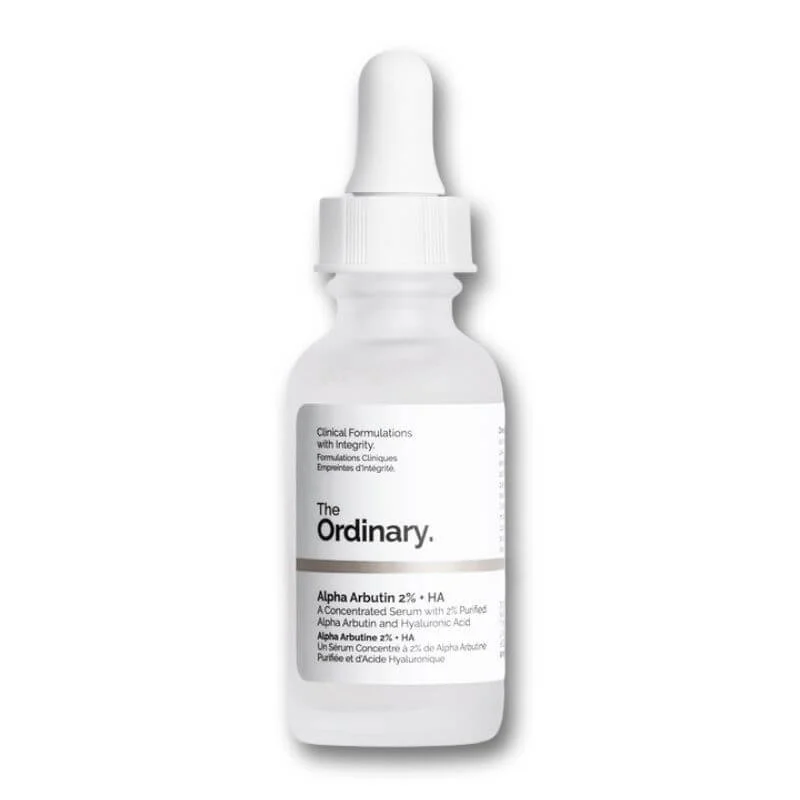 Clinical Formulations
with Integrity.
Formulations Cliniques
Empreintes d'Intégrité.
The
Ordinary.
Alpha Arbutin 2% + HA
A Concentrated Serum with 2% Purified
Alpha Arbutin and Hyaluronic Acid
Alpha Arbutine 2% + HA
Un Sérum Concentré à 2% de Alpha Arbutine
Purifiée et d'Acide Hyaluronique